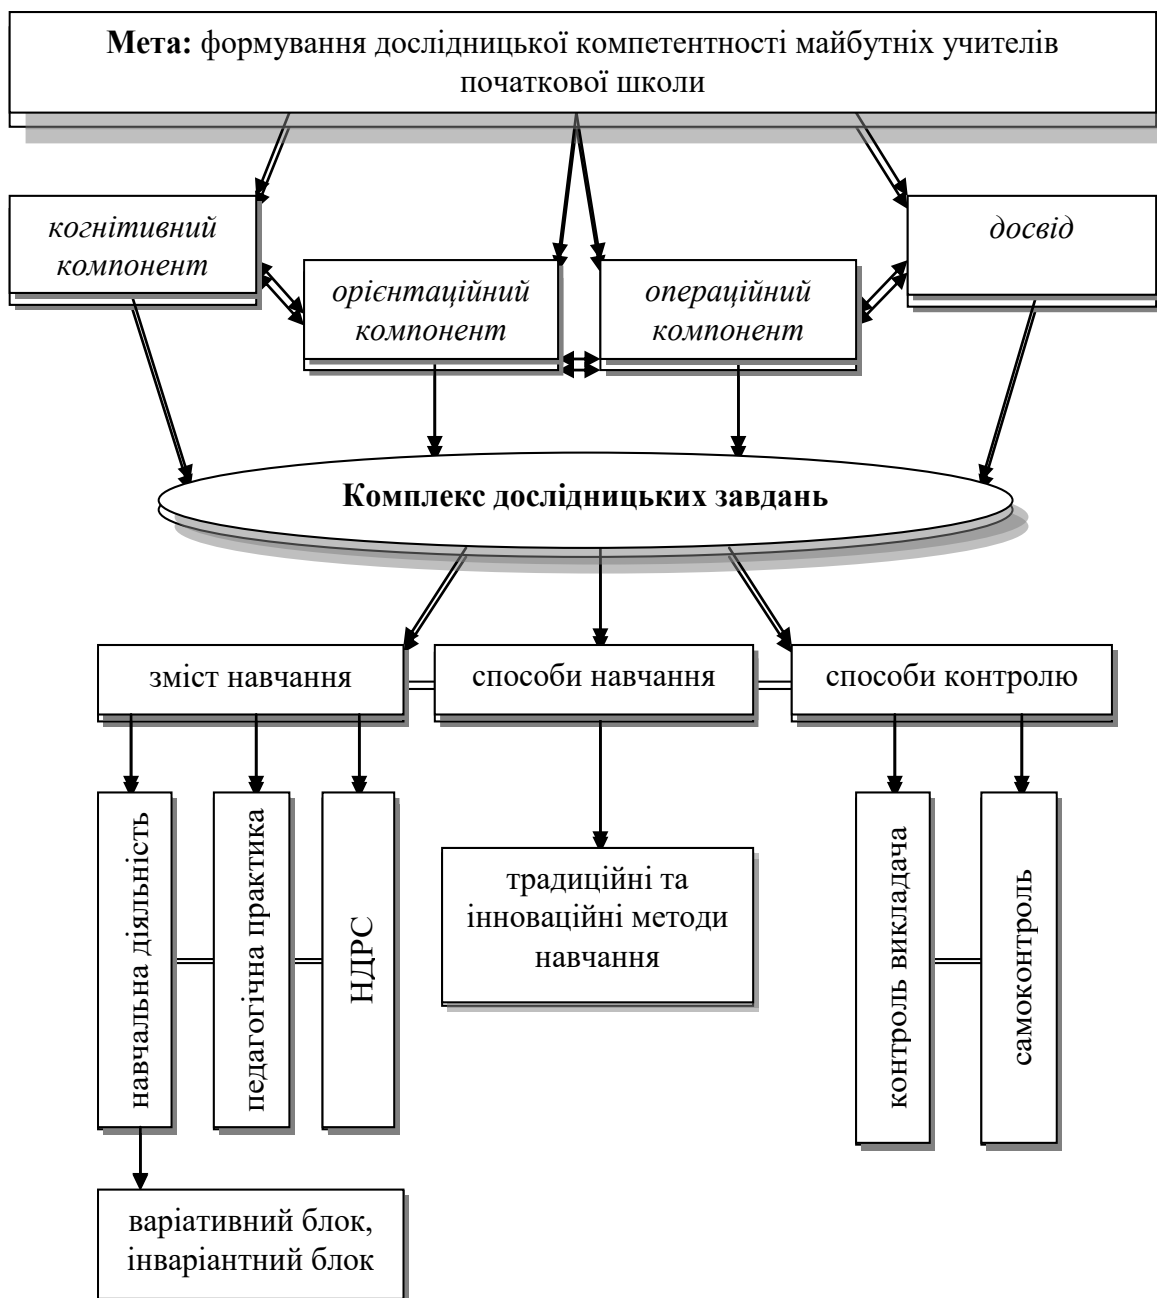 Мета: формування дослідницької компетентності майбутніх учителів
початкової школи
когнітивний
компонент
досвід
орієнтаційний
компонент
операційний
компонент
Комплекс дослідницьких завдань
зміст навчання
способи навчання
способи контролю
навчальна діяльність
педагогічна практика
НДРС
традиційні та
інноваційні методи
навчання
контроль викладача
самоконтроль
варіативний блок,
інваріантний блок